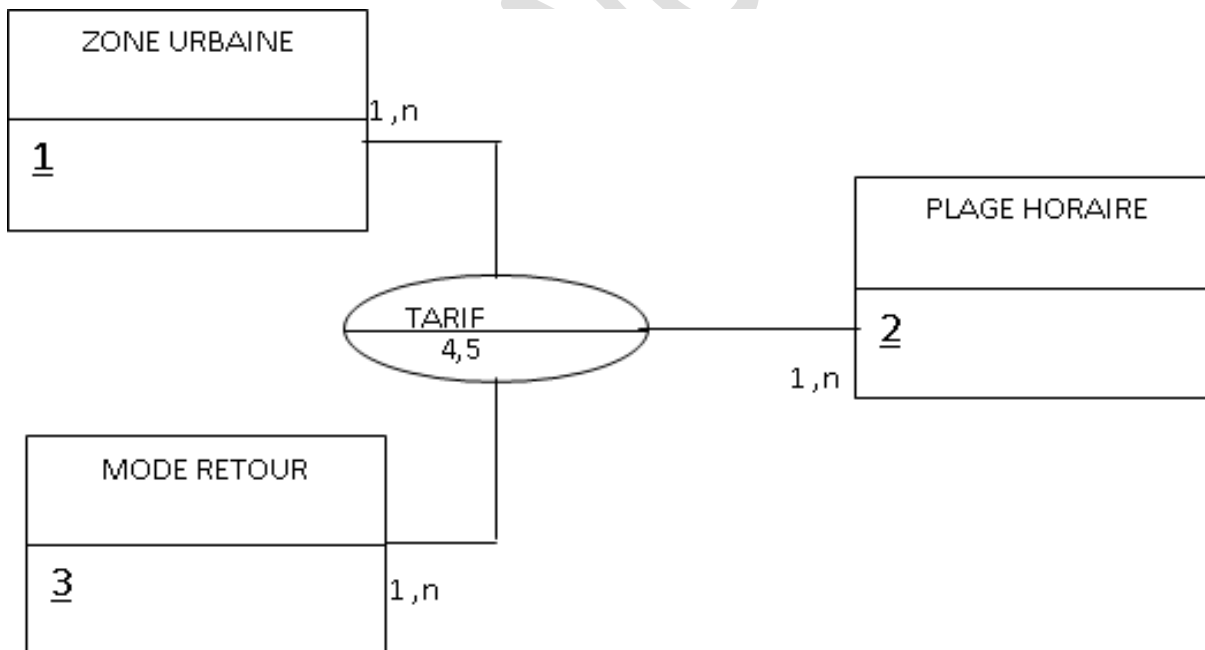 ZONE URBAINE
1,n
1
PLAGE HORAIRE
TARIF
4,5
2
1,n
MODE RETOUR
3
1,n